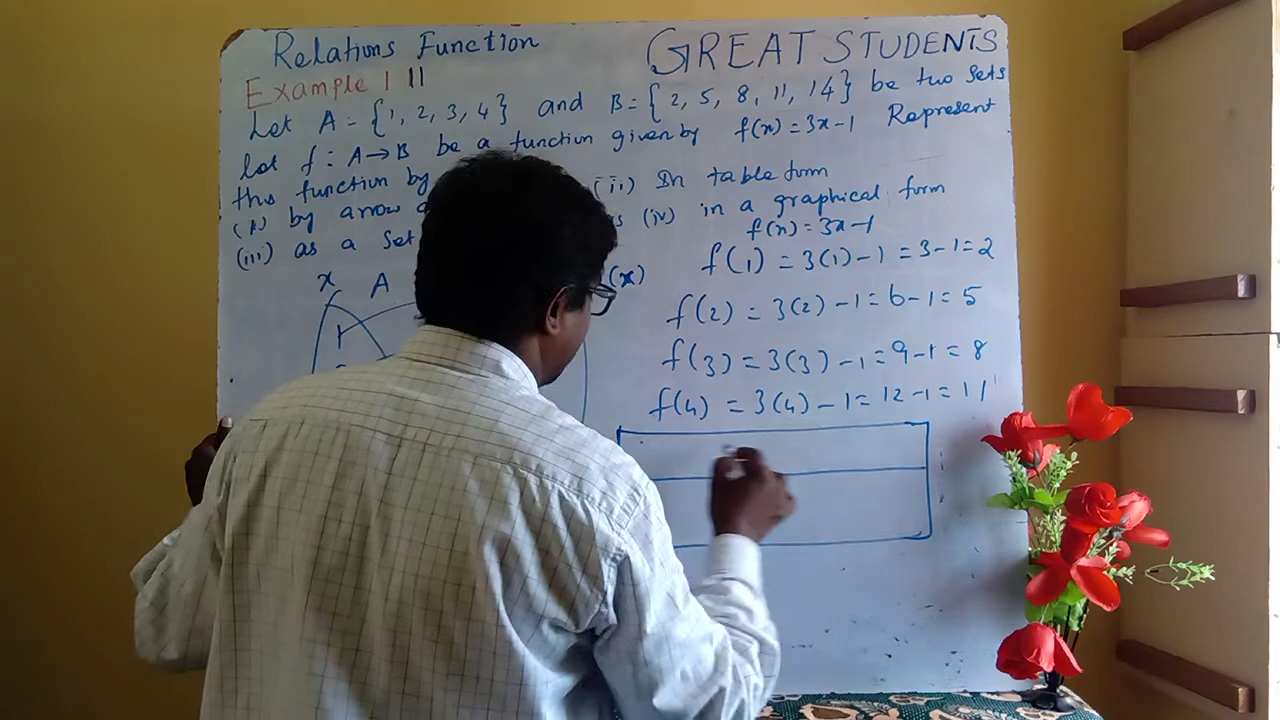 Relations Function
GREAT STUDENTS
Example 1 11
Let A = {1, 2, 3, 4} and B = {2, 5, 8, 11, 14} be two sets
Let f : A→B be a function given by f(x) = 3x-1 Represent
this function by
(i) by arrow (ii) In table form
(iii) as a set (iv) in a graphical form
f(x) = 3x-1
f(1) = 3(1)-1 = 3-1=2
x A (x)
f(2) = 3(2)-1=6-1=5
1
f(3) = 3(3)-1=9-1=8
f(4) = 3(4)-1=12-1=11